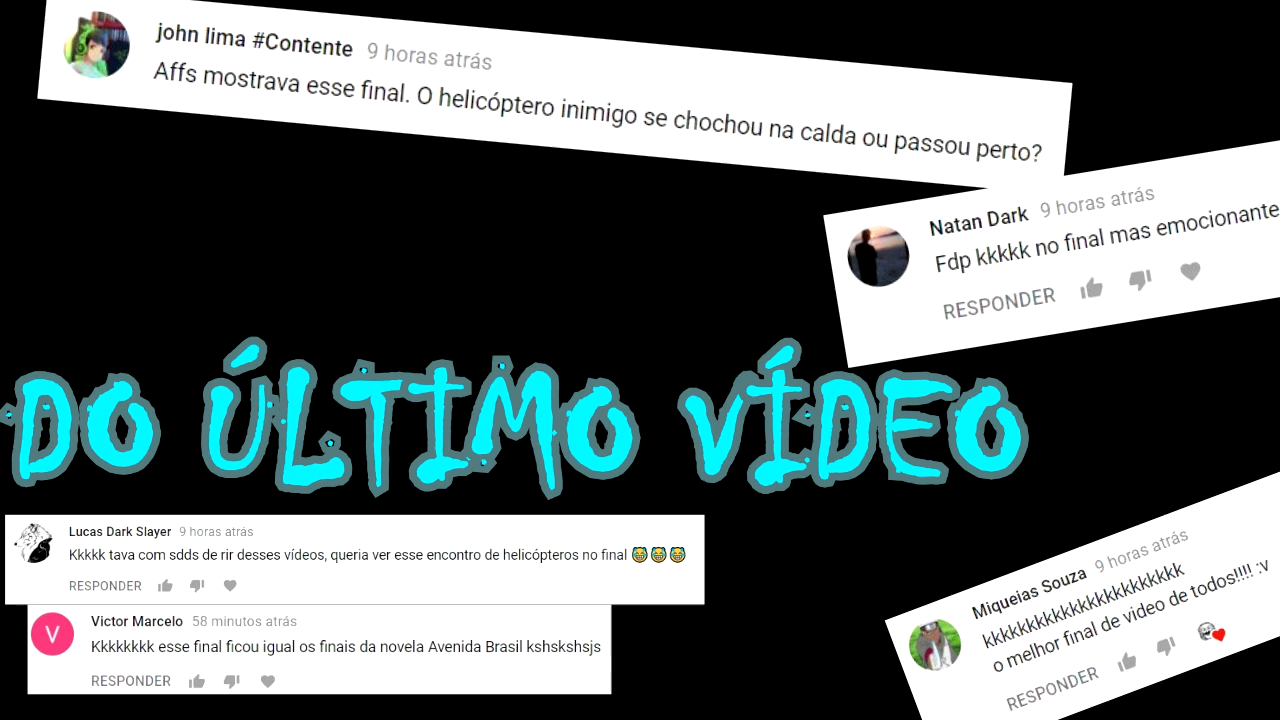 john lima #Contente 9 horas atrás
Affs mostrava esse final. O helicóptero inimigo se chochou na calda ou passou perto?
Natan Dark 9 horas atrás
Fdp kkkkk no final mas emocionante
RESPONDER
DO ÚLTIMO VÍDEO
Lucas Dark Slayer 9 horas atrás
Kkkkk tava com sdds de rir desses vídeos, queria ver esse encontro de helicópteros no final 😹😹😹
RESPONDER
V
Victor Marcelo 58 minutos atrás
Kkkkkkkk esse final ficou igual os finais da novela Avenida Brasil kshskshsjs
RESPONDER
Miqueias Souza 9 horas atrás
kkkkkkkkkkkkkkkkkkkkk
o melhor final de vídeo de todos!!!! :v
RESPONDER